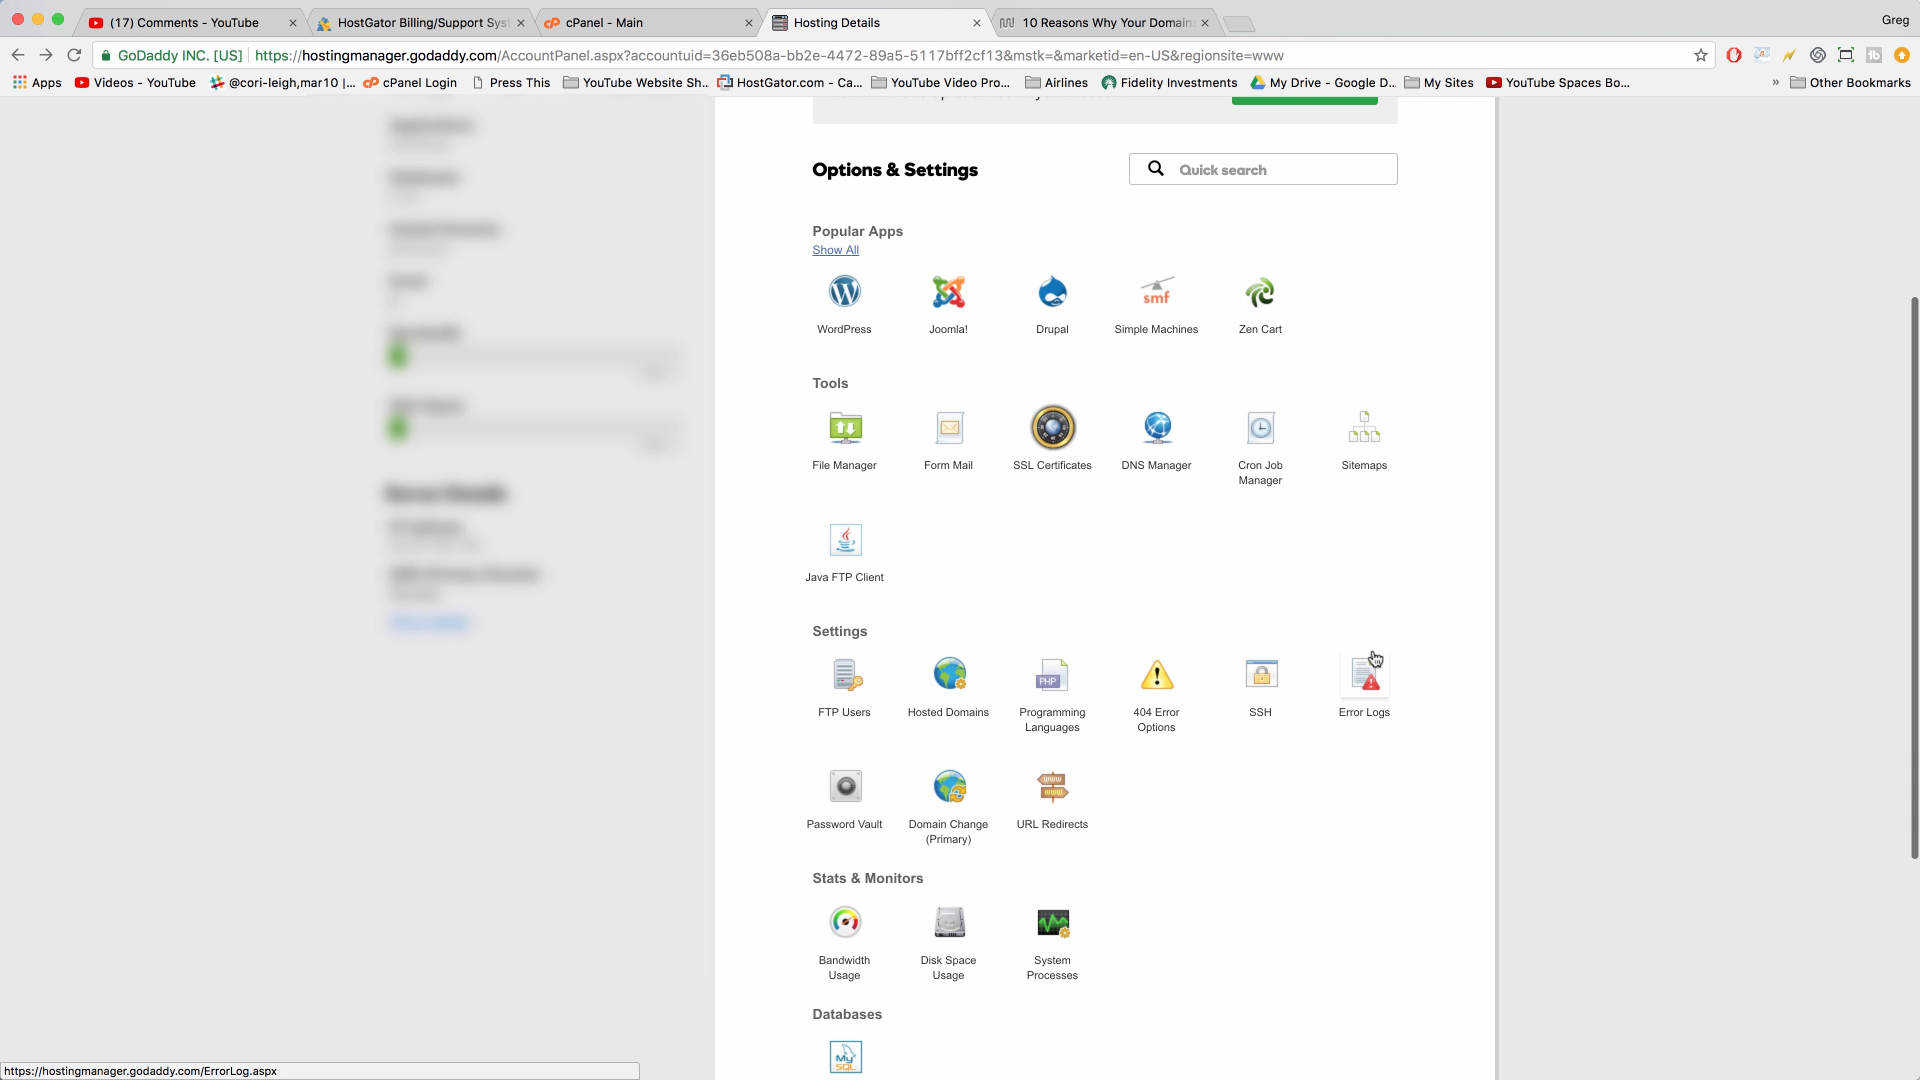 (17) Comments - YouTube
HostGator Billing/Support Syst
cPanel - Main
Hosting Details
10 Reasons Why Your Domain
Greg
GoDaddy INC. [US]
https://hostingmanager.godaddy.com/AccountPanel.aspx?accountuid=36eb508a-bb2e-4472-89a5-5117bff2cf13&mstk=&marketid=en-US&regionsite=www
Apps
Videos - YouTube
@cori-leigh,mar10 |...
cPanel Login
Press This
YouTube Website Sh...
HostGator.com - Ca...
YouTube Video Pro...
Airlines
Fidelity Investments
My Drive - Google D...
My Sites
YouTube Spaces Bo...
» Other Bookmarks
Options & Settings
Quick search
Popular Apps
Show All
WordPress
Joomla!
Drupal
smf
Simple Machines
Zen Cart
Tools
File Manager
Form Mail
SSL Certificates
DNS Manager
Cron Job
Manager
Sitemaps
Java FTP Client
Settings
PHP
FTP Users
Hosted Domains
Programming
Languages
404 Error
Options
SSH
Error Logs
www
www
Password Vault
Domain Change
(Primary)
URL Redirects
Stats & Monitors
Bandwidth
Usage
Disk Space
Usage
System
Processes
Databases
My
SQL
https://hostingmanager.godaddy.com/ErrorLog.aspx